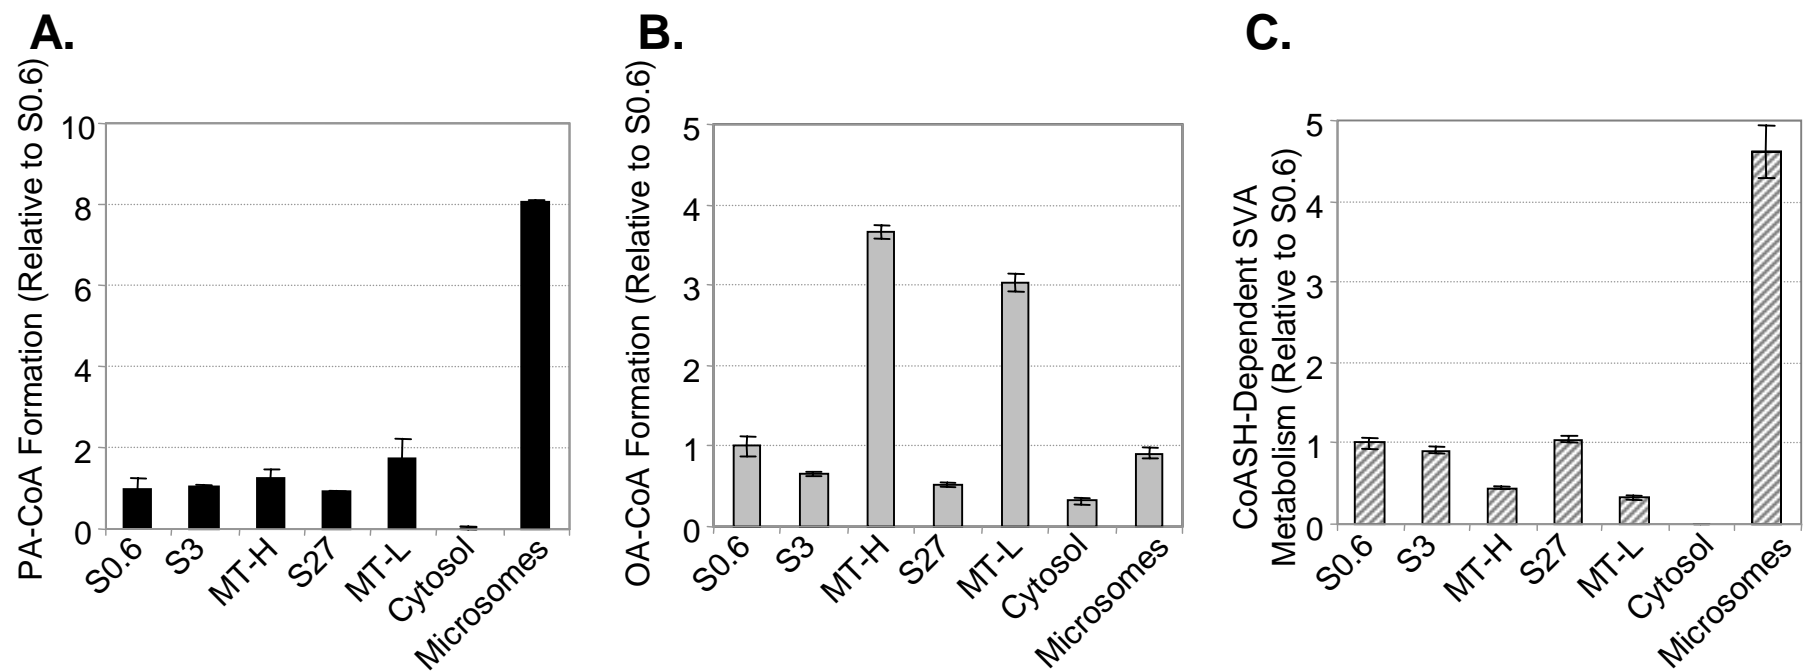 A.
PA-CoA Formation (Relative to S0.6)
10
8
6
4
2
0
S0.6
S3
MT-H
S27
MT-L
Cytosol
Microsomes
B.
OA-CoA Formation (Relative to S0.6)
5
4
3
2
1
0
S0.6
S3
MT-H
S27
MT-L
Cytosol
Microsomes
C.
CoASH-Dependent SVA
Metabolism (Relative to S0.6)
5
4
3
2
1
0
S0.6
S3
MT-H
S27
MT-L
Cytosol
Microsomes